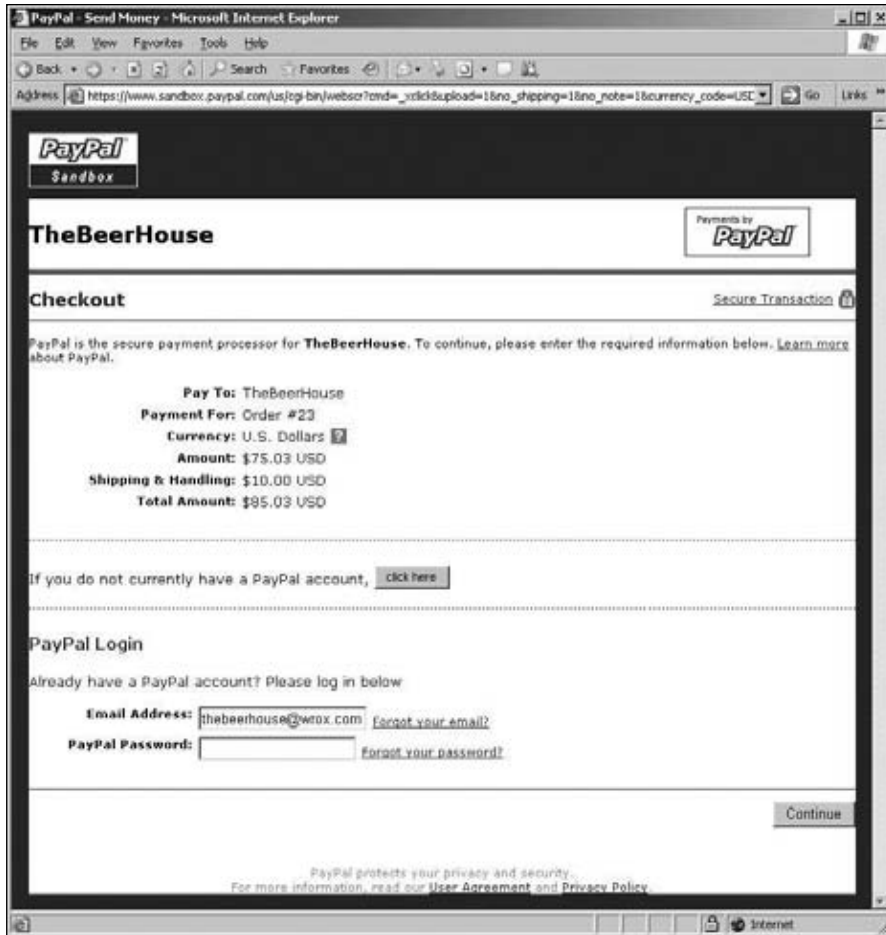 PayPal - Send Money - Microsoft Internet Explorer
File Edit View Favorites Tools Help
Back Search Favorites
Address https://www.sandbox.paypal.com/us/cgi-bin/webscr?cmd=_xclick&upload=1&no_shipping=1&no_note=1&currency_code=USD Go Links »
PayPal
Sandbox
TheBeerHouse
Payments by
PayPal
Checkout
Secure Transaction
PayPal is the secure payment processor for TheBeerHouse. To continue, please enter the required information below. Learn more
about PayPal.
Pay To: TheBeerHouse
Payment For: Order #23
Currency: U.S. Dollars ?
Amount: $75.03 USD
Shipping & Handling: $10.00 USD
Total Amount: $85.03 USD
If you do not currently have a PayPal account, click here
PayPal Login
Already have a PayPal account? Please log in below
Email Address: thebeerhouse@wrox.com Forgot your email?
PayPal Password: Forgot your password?
Continue
PayPal protects your privacy and security.
For more information, read our User Agreement and Privacy Policy.
Internet